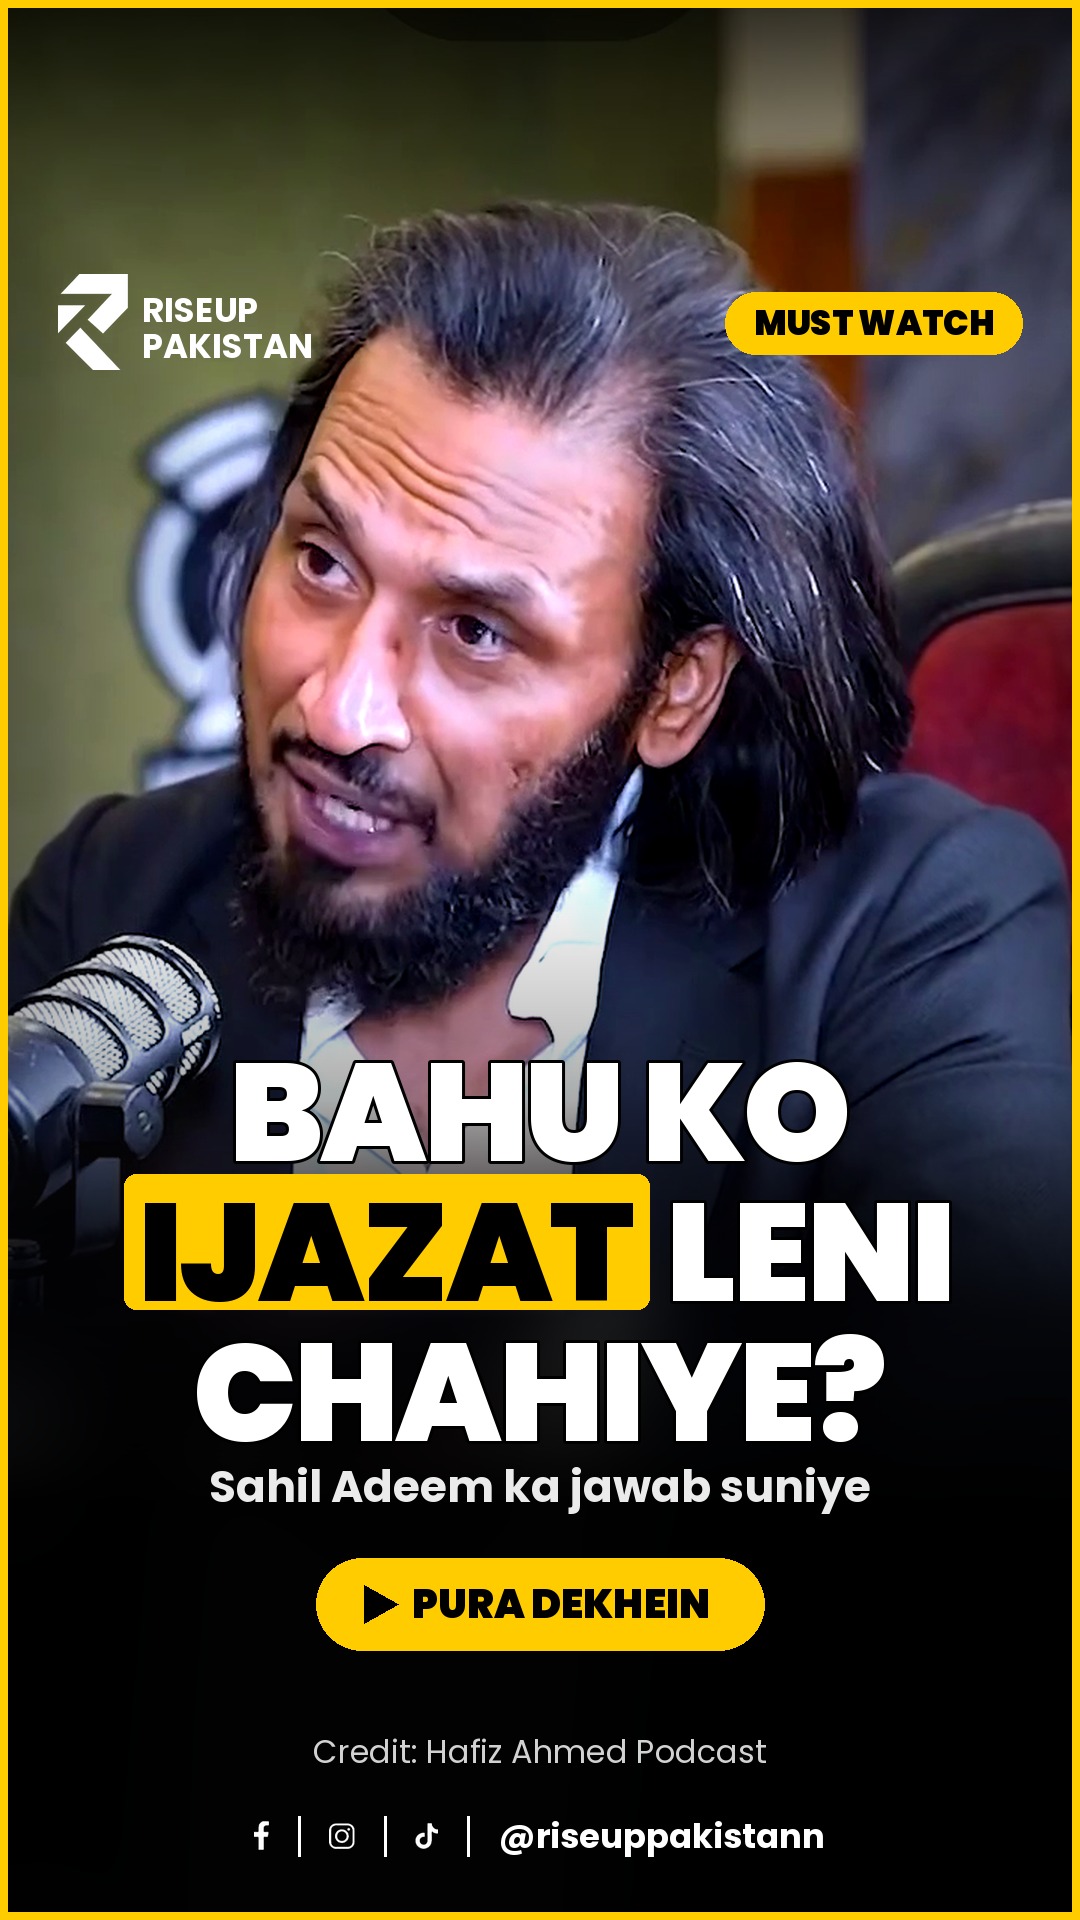 RISEUP
PAKISTAN
MUST WATCH
BAHU KO
IJAZAT LENI
CHAHIYE?
Sahil Adeem ka jawab suniye
PURA DEKHEIN
Credit: Hafiz Ahmed Podcast
@riseuppakistann